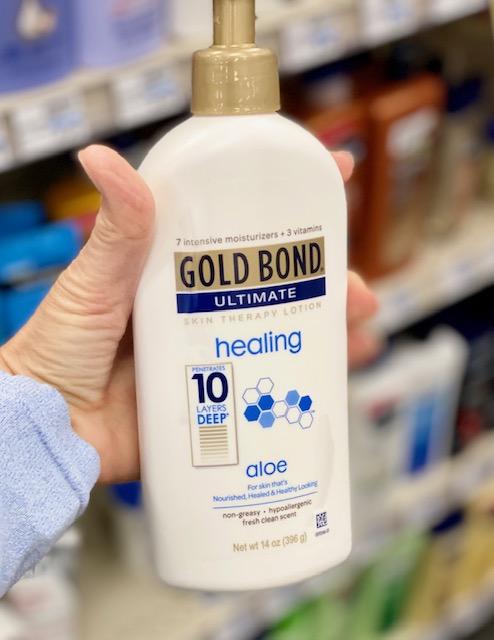 7 intensive moisturizers + 3 vitamins
GOLD BOND®
ULTIMATE
SKIN THERAPY LOTION
healing
PENETRATES
10
LAYERS
DEEP*
aloe
For skin that's
Nourished, Healed & Healthy Looking
non-greasy • hypoallergenic
fresh clean scent
Net wt 14 oz (396 g)